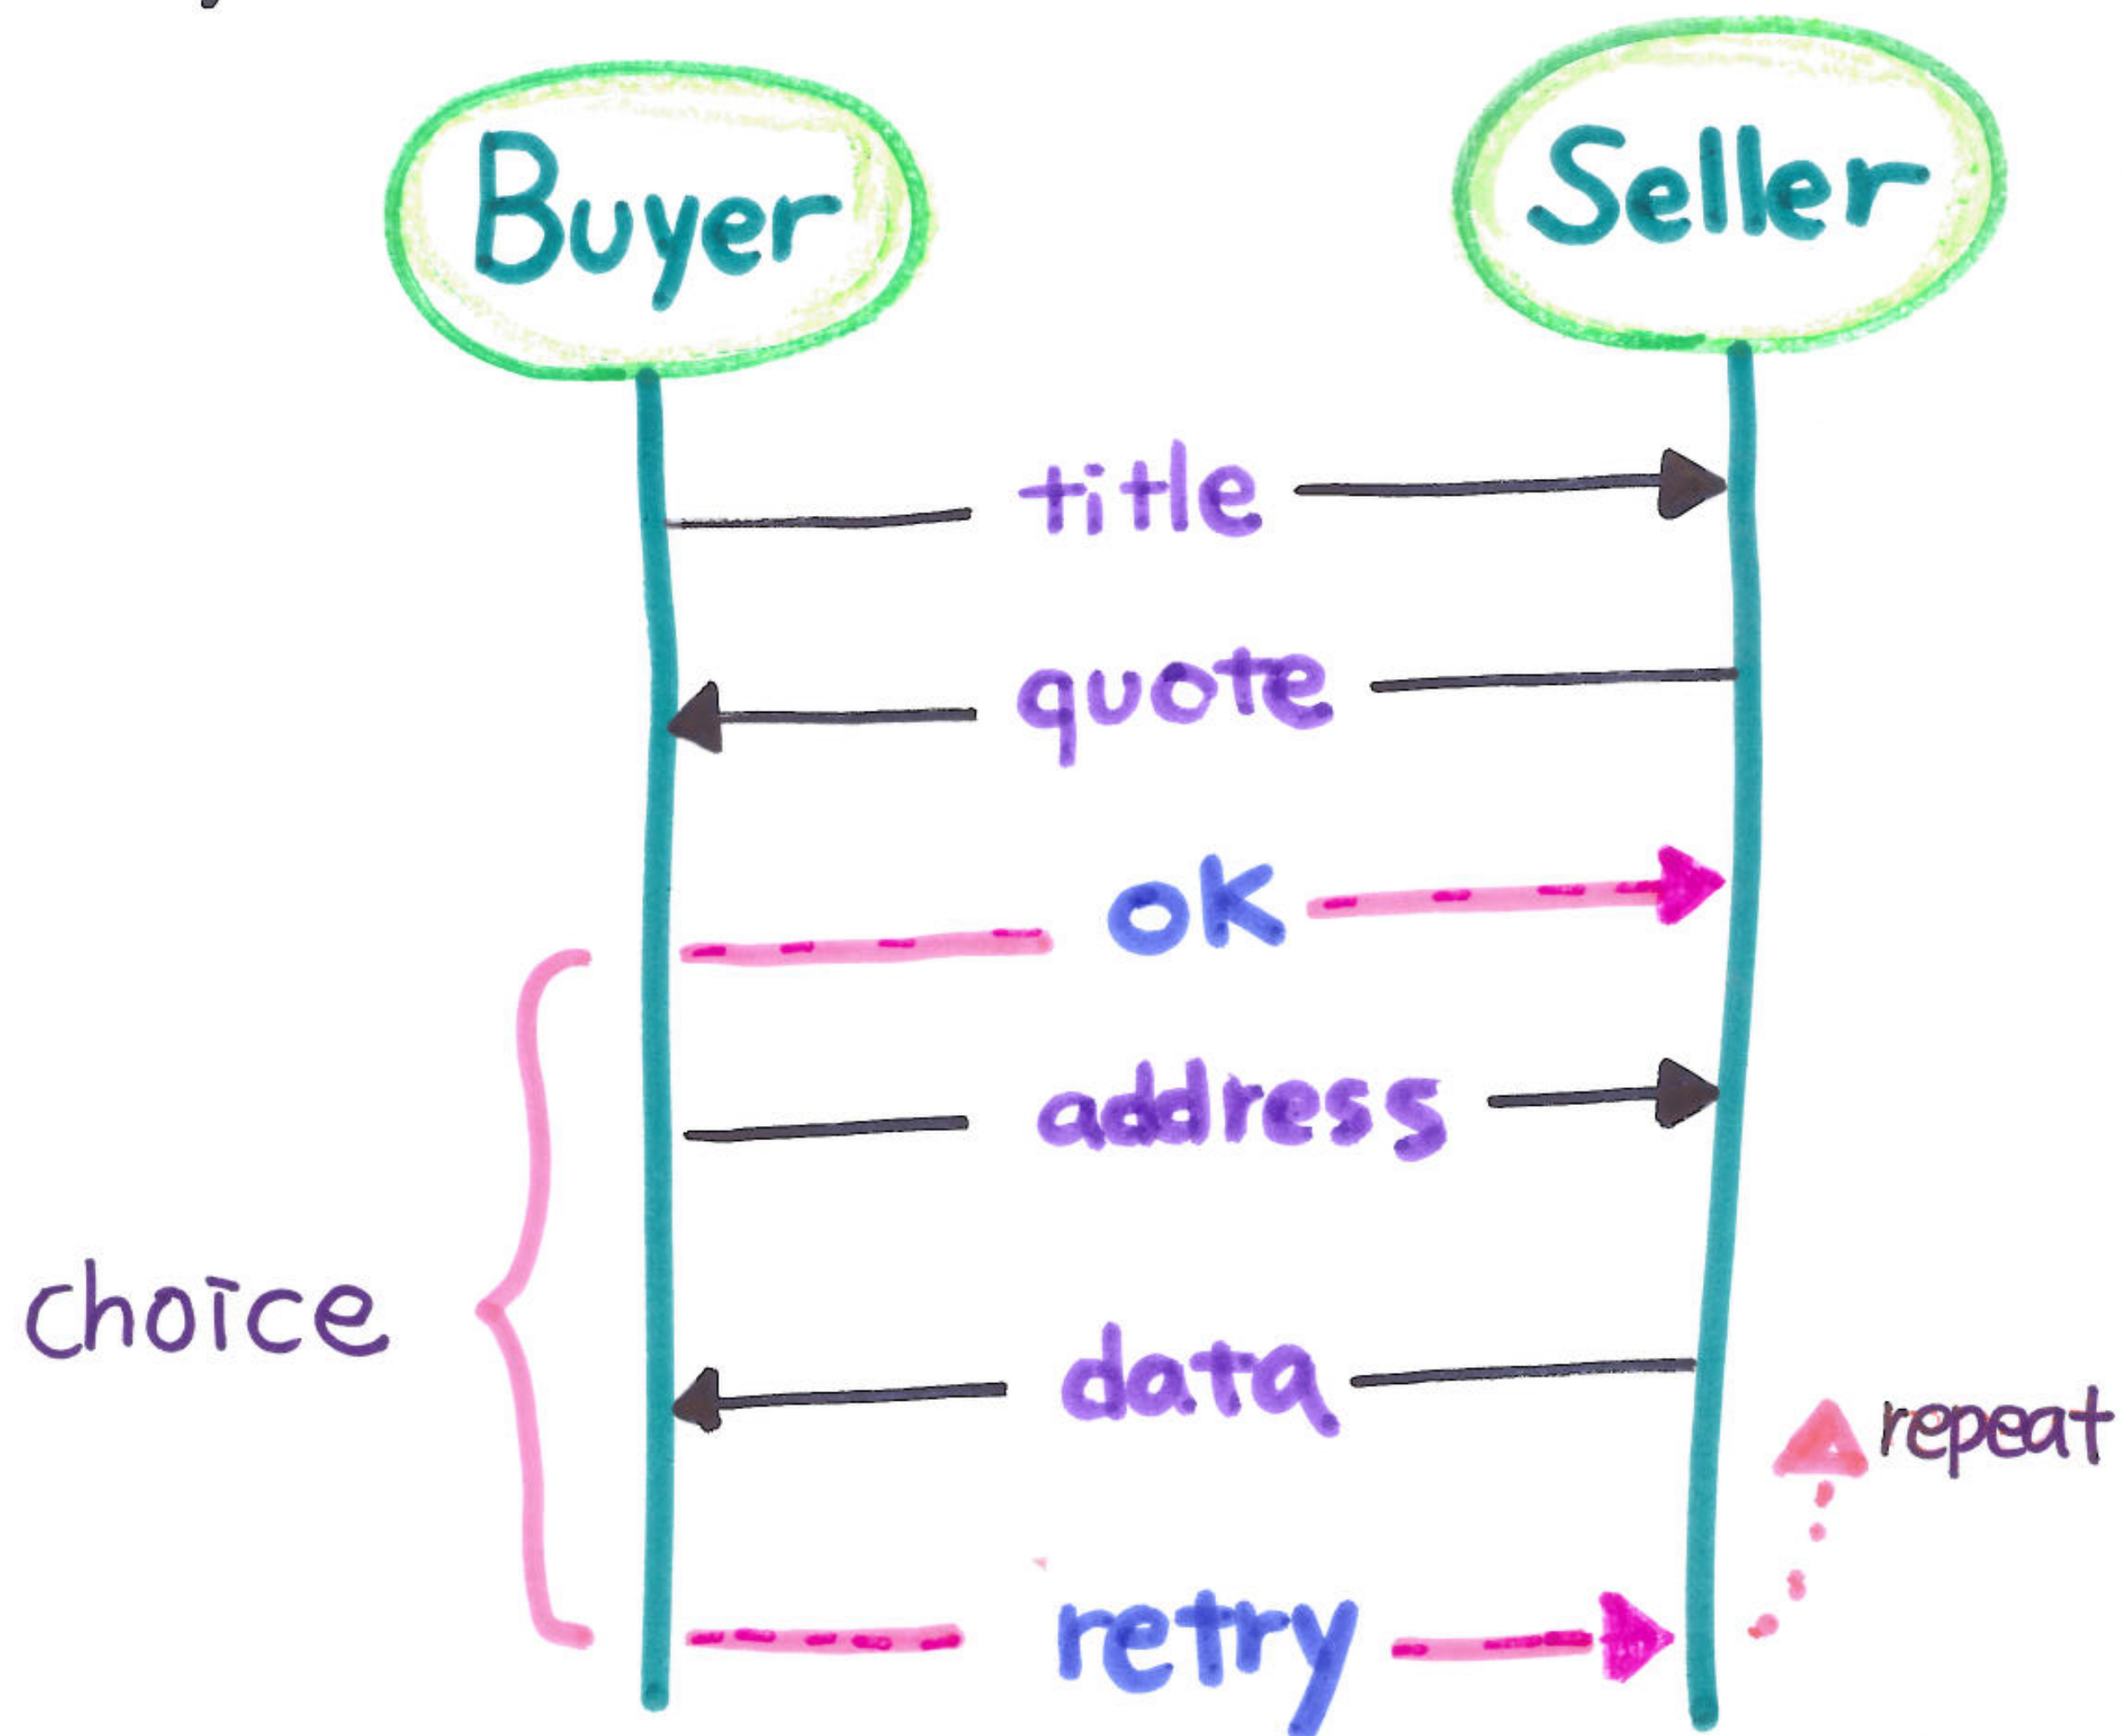 Buyer
Seller
title
quote
ok
address
choice
data
repeat
retry